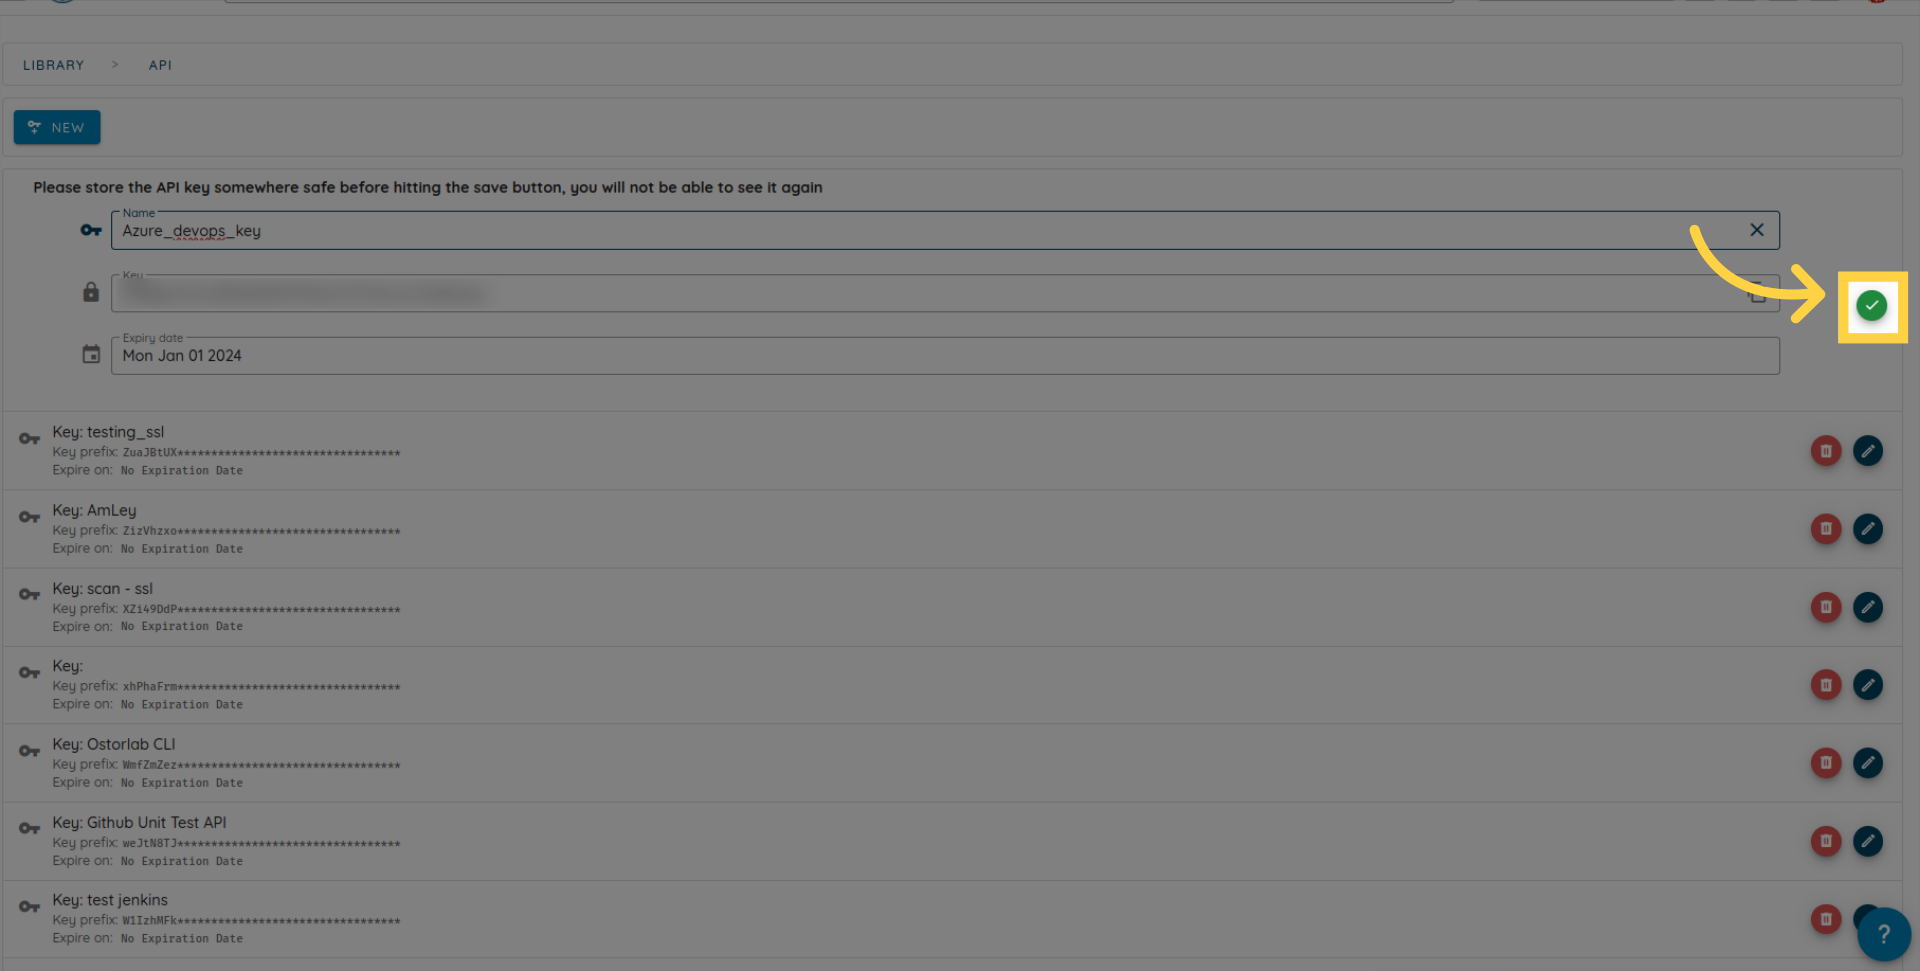 LIBRARY > API
NEW
Please store the API key somewhere safe before hitting the save button, you will not be able to see it again
Name
Azure_devops_key
Key
Expiry date
Mon Jan 01 2024
Key: testing_ssl
Key prefix: ZuaJBtUX*********************************
Expire on: No Expiration Date
Key: AmLey
Key prefix: ZizVhzxo*********************************
Expire on: No Expiration Date
Key: scan - ssl
Key prefix: XZi49DdP*********************************
Expire on: No Expiration Date
Key:
Key prefix: xhPhaFrm*********************************
Expire on: No Expiration Date
Key: Ostorlab CLI
Key prefix: WmfZmZez*********************************
Expire on: No Expiration Date
Key: Github Unit Test API
Key prefix: weJtN8TJ*********************************
Expire on: No Expiration Date
Key: test jenkins
Key prefix: W1IzhMFk*********************************
Expire on: No Expiration Date
?